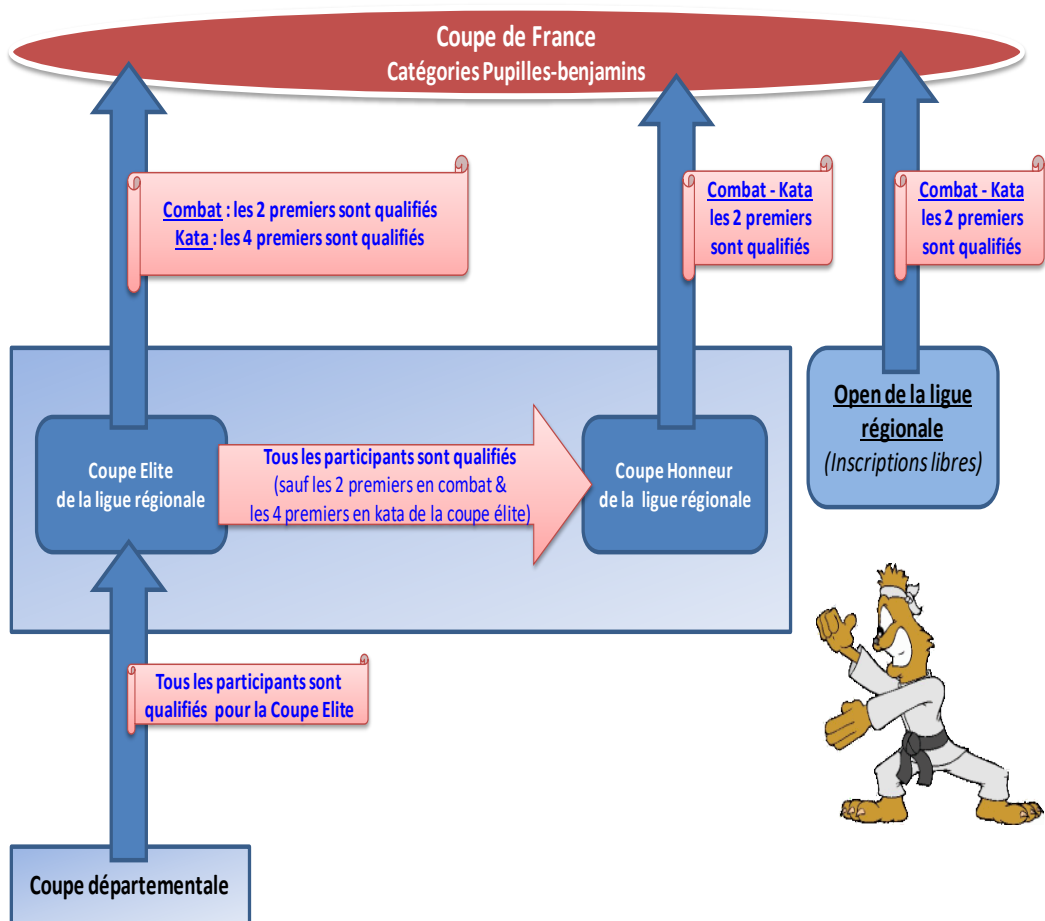 Coupe de France
Catégories Pupilles-benjamins
Combat : les 2 premiers sont qualifiés
Kata : les 4 premiers sont qualifiés
Combat - Kata
les 2 premiers
sont qualifiés
Combat - Kata
les 2 premiers
sont qualifiés
Coupe Elite
de la ligue régionale
Tous les participants sont qualifiés
(sauf les 2 premiers en combat &
les 4 premiers en kata de la coupe élite)
Coupe Honneur
de la ligue régionale
Open de la ligue
régionale
(Inscriptions libres)
Tous les participants sont
qualifiés pour la Coupe Elite
Coupe départementale